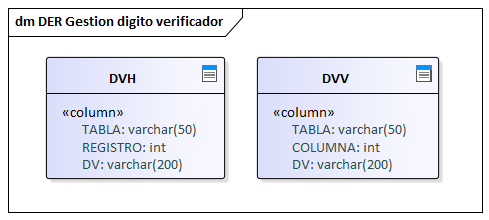 dm DER Gestion digito verificador
DVH
«column»
TABLA: varchar(50)
REGISTRO: int
DV: varchar(200)
DVV
«column»
TABLA: varchar(50)
COLUMNA: int
DV: varchar(200)